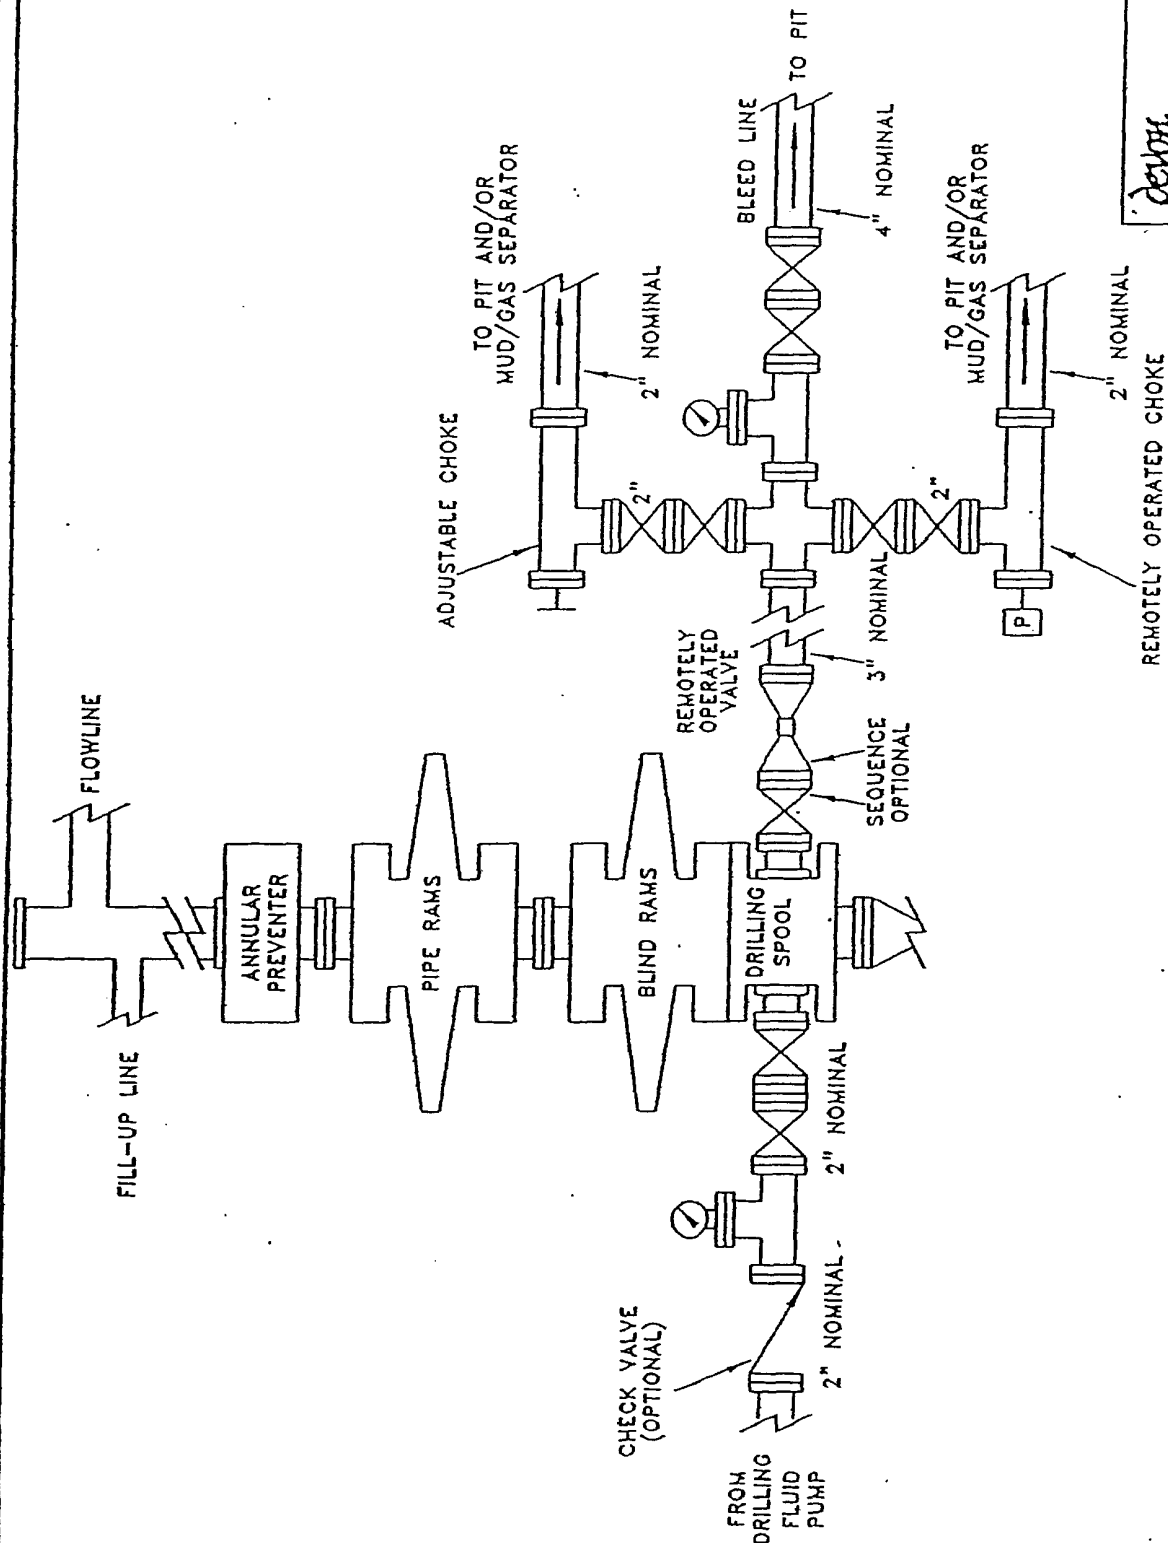 FILL-UP LINE
FLOWLINE
ANNULAR
PREVENTER
PIPE RAMS
BLIND RAMS
DRILLING
SPOOL
FROM
DRILLING
FLUID
PUMP
CHECK VALVE
(OPTIONAL)
2" NOMINAL
2" NOMINAL
SEQUENCE
OPTIONAL
REMOTELY
OPERATED
VALVE
3" NOMINAL
ADJUSTABLE CHOKE
2"
2" NOMINAL
TO PIT AND/OR
MUD/GAS SEPARATOR
BLEED LINE
TO PIT
4" NOMINAL
2"
P
REMOTELY OPERATED CHOKE
2" NOMINAL
TO PIT AND/OR
MUD/GAS SEPARATOR
devon